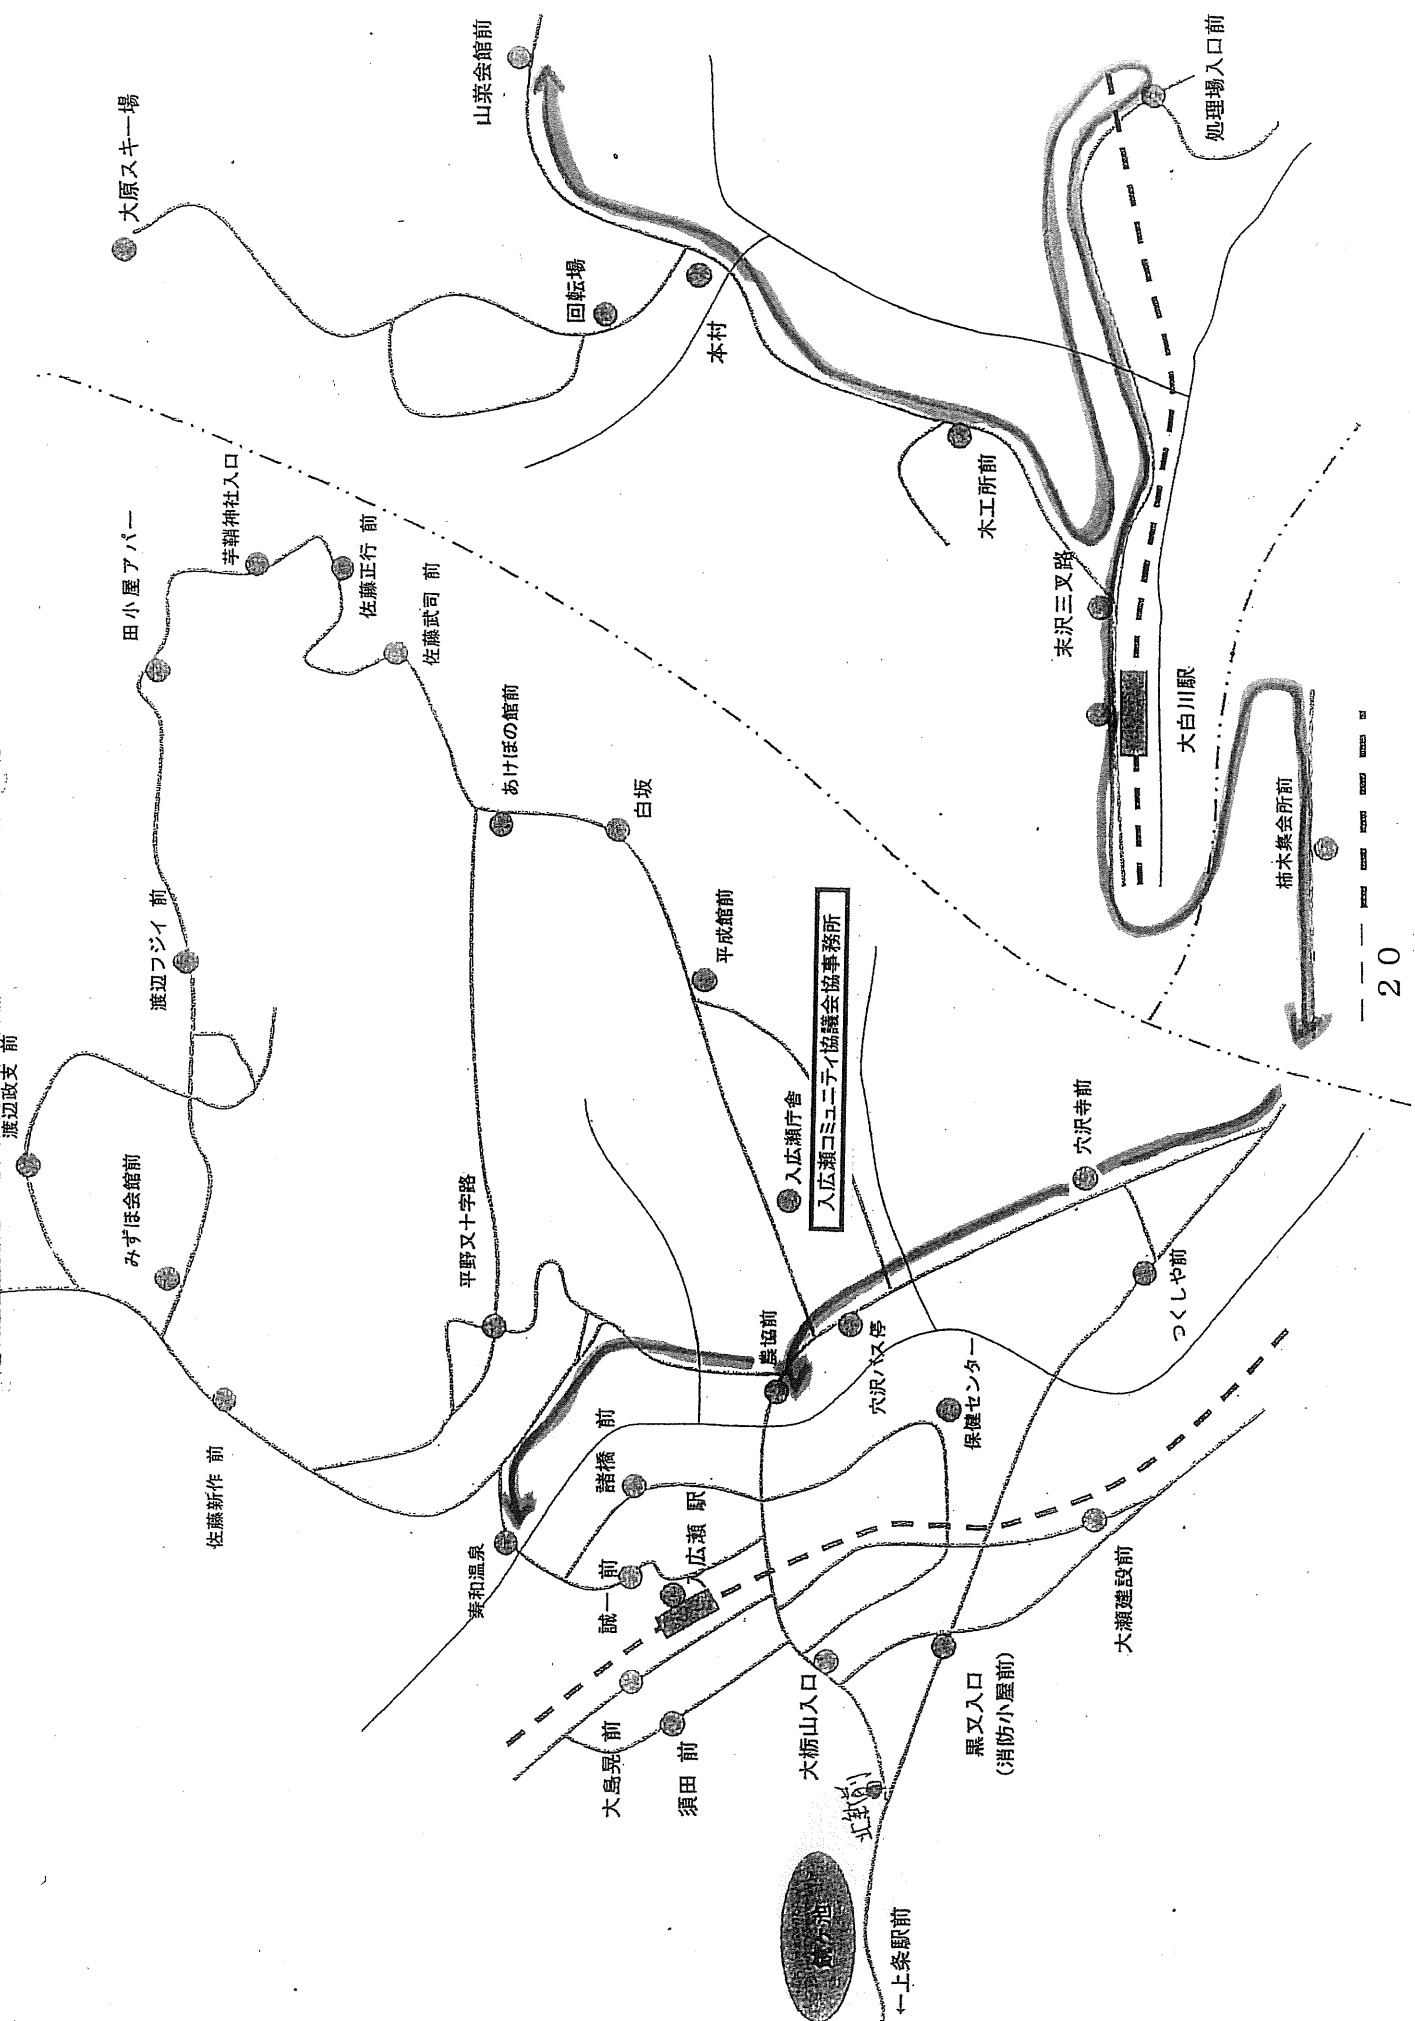 大原スキー場
山菜会館前
回転場
本村
処理場入口前
木工所前
末沢三叉路
大白川駅
柿木集会所前
田小屋アパー
芋鞘神社入口
佐藤正行 前
佐藤武司 前
あけぼの館前
白坂
平成館前
入広瀬コミュニティ協議会協事務所
入広瀬庁舎
渡辺フジイ 前
渡辺政支 前
みずほ会館前
平野又十字路
穴沢寺前
つくしや前
農協前
穴沢バス停
保健センター
佐藤新作 前
寿和温泉
諸橋 前
誠一 前
入広瀬 駅
大島晃 前
須田 前
大栃山入口
黒又入口
(消防小屋前)
大瀬建設前
←上条駅前
20